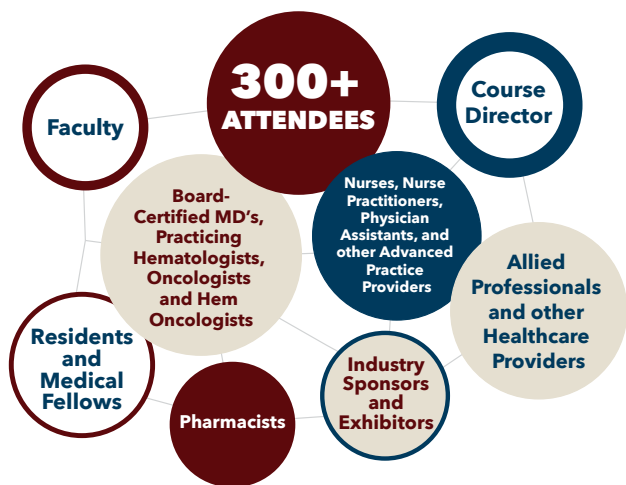 300+
ATTENDEES
Faculty
Course
Director
Board-
Certified MD's,
Practicing
Hematologists,
Oncologists
and Hem
Oncologists
Nurses, Nurse
Practitioners,
Physician
Assistants, and
other Advanced
Practice
Providers
Allied
Professionals
and other
Healthcare
Providers
Residents
and
Medical
Fellows
Pharmacists
Industry
Sponsors
and
Exhibitors